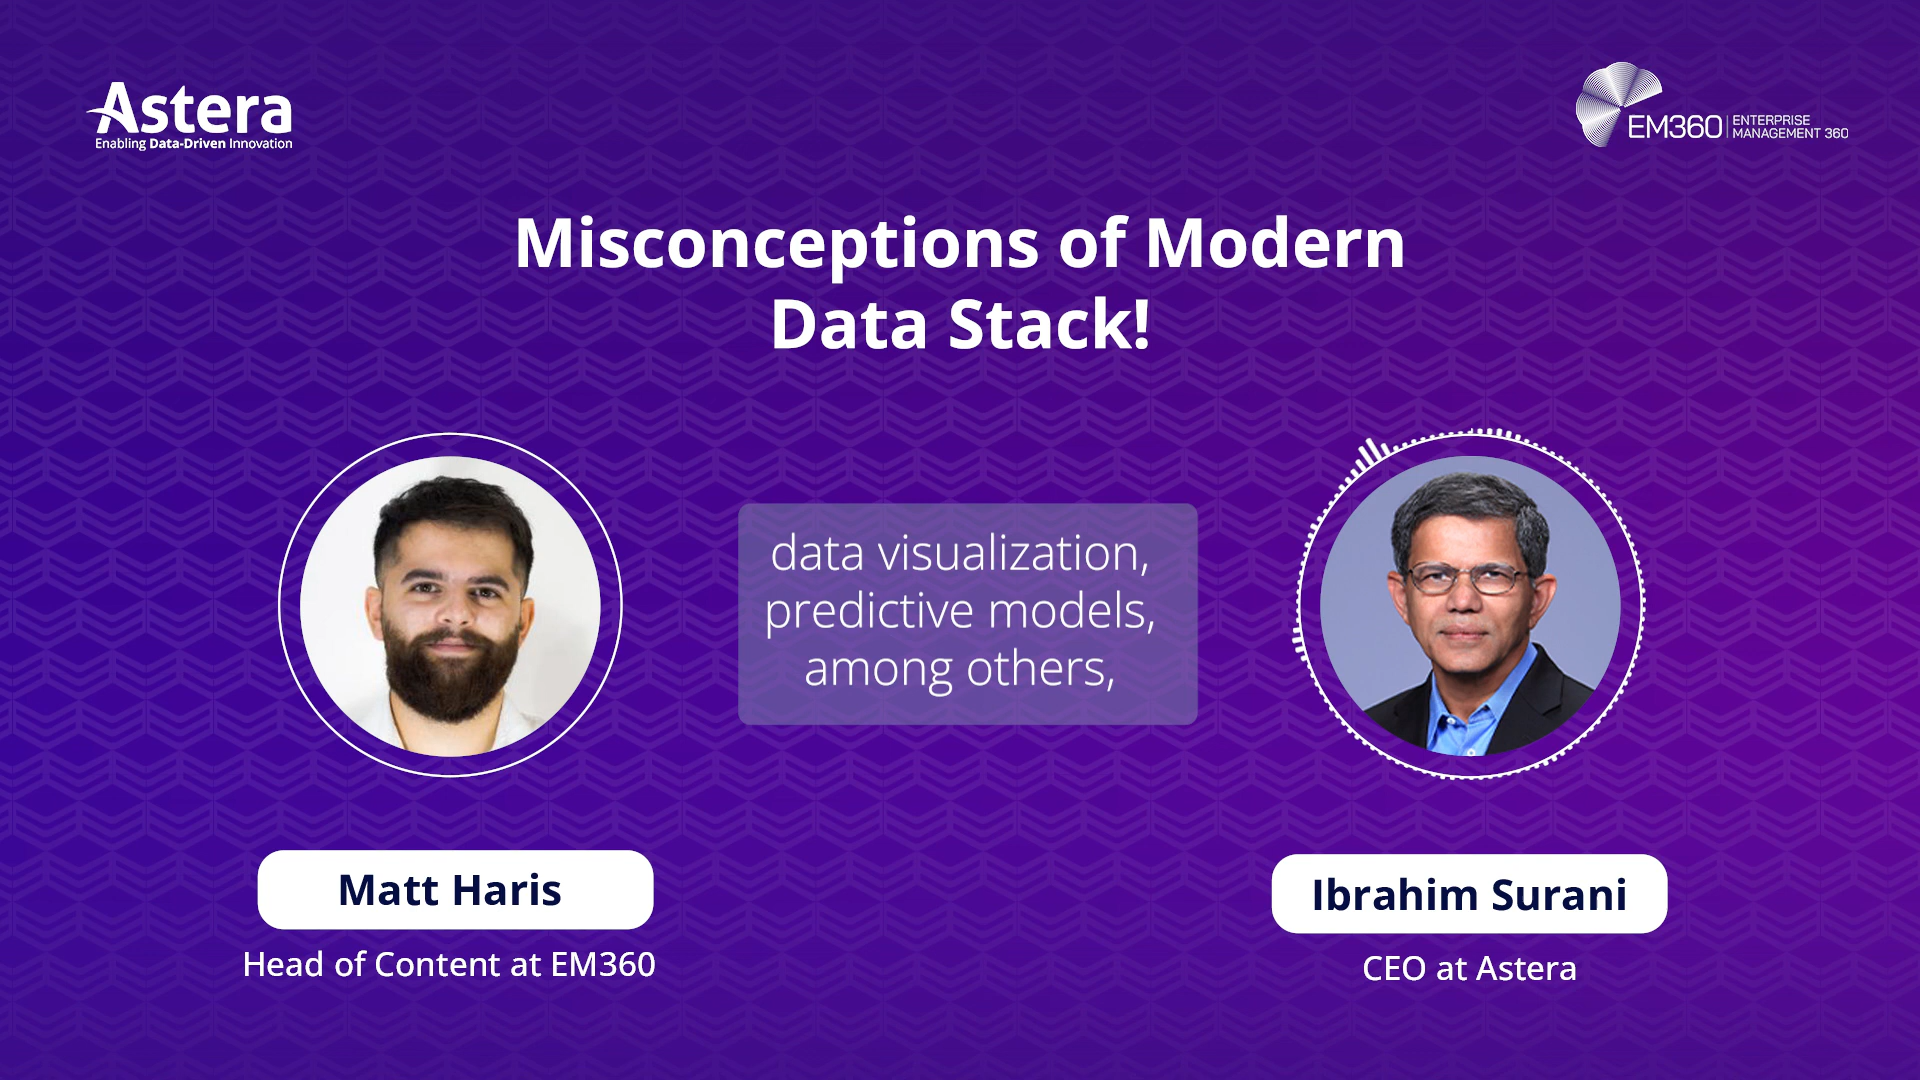 Astera
Enabling Data-Driven Innovation
EM360
ENTERPRISE
MANAGEMENT 360
Misconceptions of Modern
Data Stack!
data visualization,
predictive models,
among others,
Matt Haris
Head of Content at EM360
Ibrahim Surani
CEO at Astera